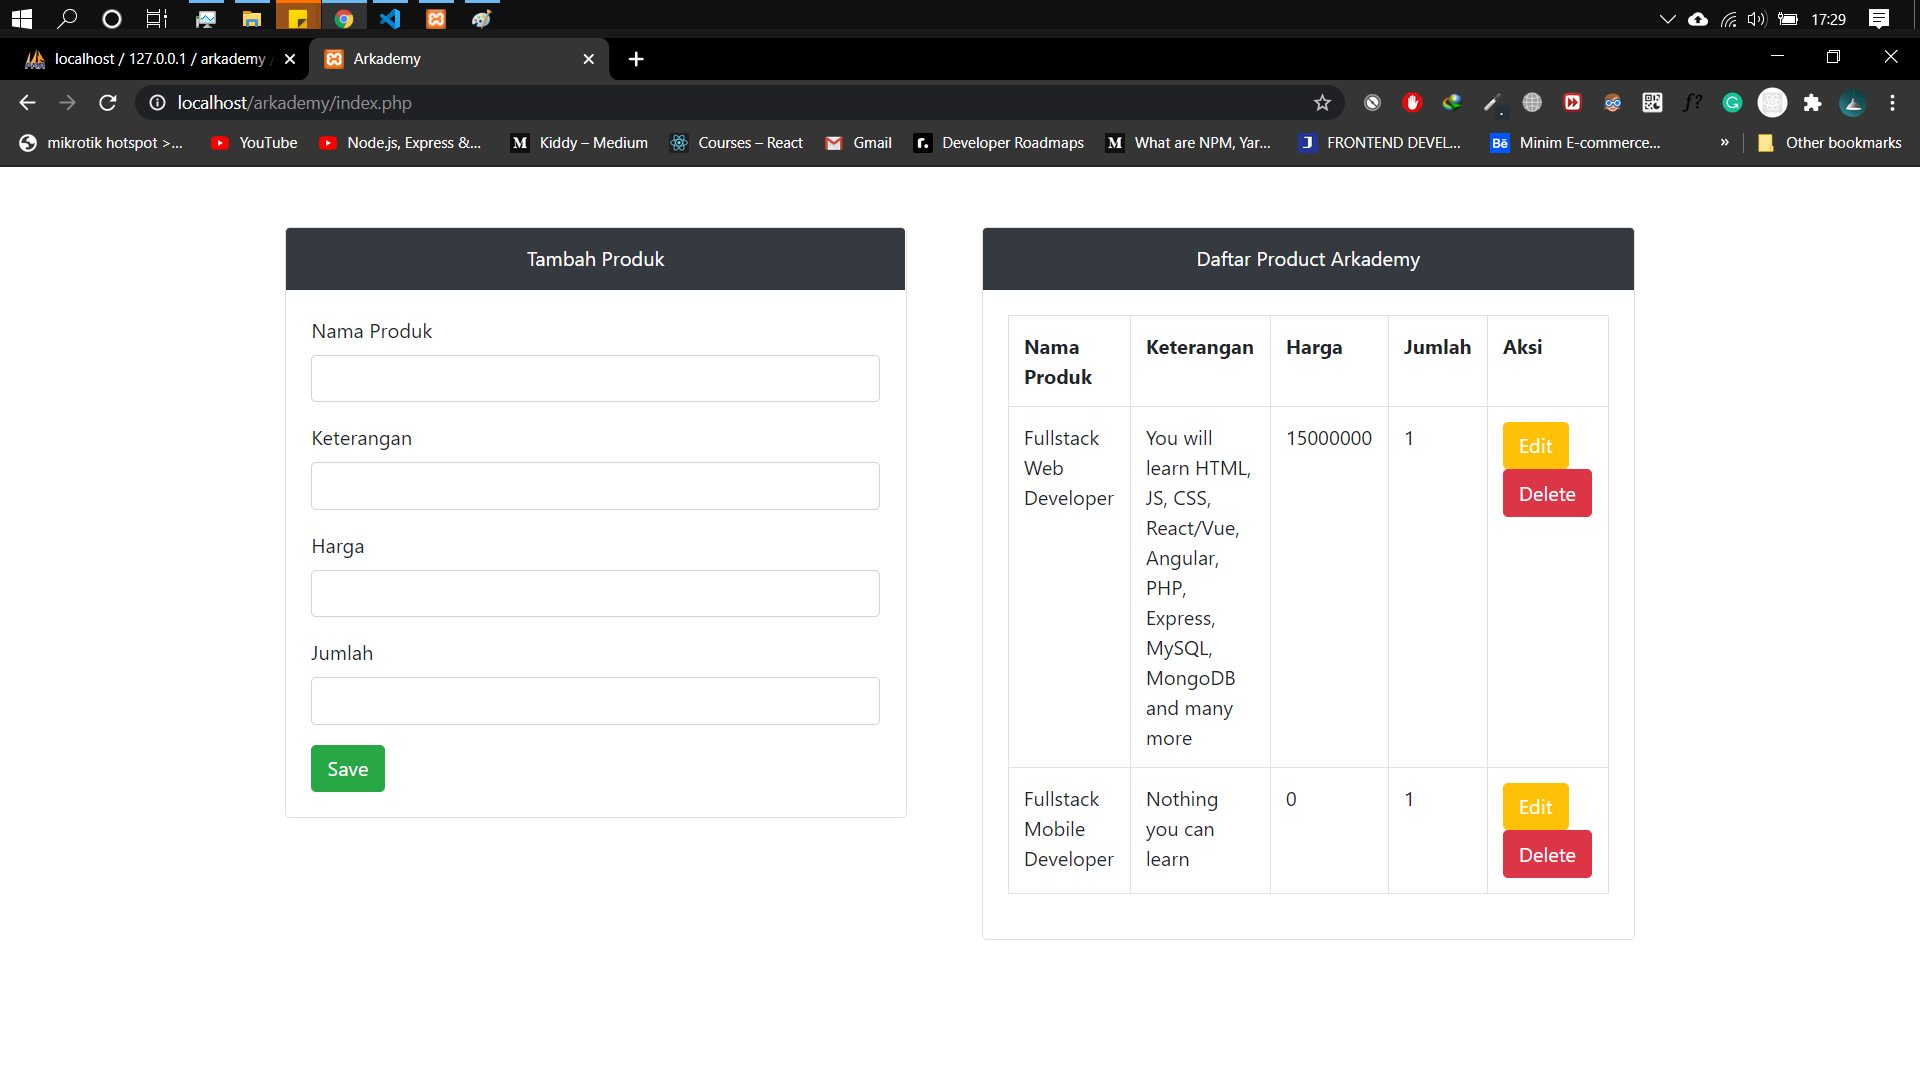 17:29
localhost / 127.0.0.1 / arkademy
Arkademy
localhost/arkademy/index.php
f?
mikrotik hotspot >...
YouTube
Node.js, Express &...
Kiddy – Medium
Courses – React
Gmail
Developer Roadmaps
What are NPM, Yar...
FRONTEND DEVEL...
Minim E-commerce...
»
Other bookmarks
Tambah Produk
Nama Produk
Keterangan
Harga
Jumlah
Save
Daftar Product Arkademy
Nama
Produk
Keterangan
Harga
Jumlah
Aksi
Fullstack
Web
Developer
You will
learn HTML,
JS, CSS,
React/Vue,
Angular,
PHP,
Express,
MySQL,
MongoDB
and many
more
15000000
1
Edit
Delete
Fullstack
Mobile
Developer
Nothing
you can
learn
0
1
Edit
Delete